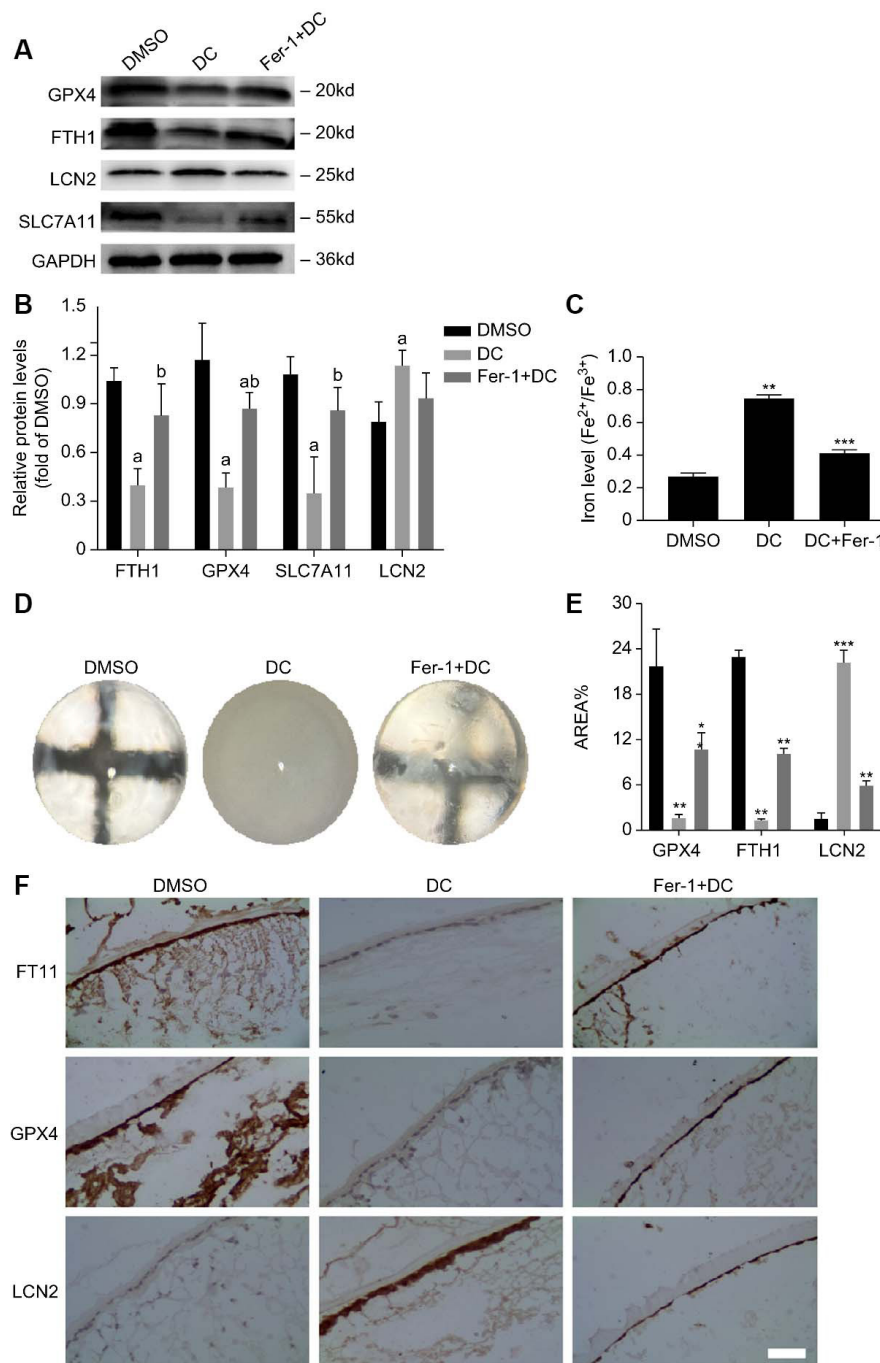 A
DMSO DC Fer-1+DC
GPX4 – 20kd
FTH1 – 20kd
LCN2 – 25kd
SLC7A11 – 55kd
GAPDH – 36kd
B
Relative protein levels
(fold of DMSO)
1.5
1.2
0.9
0.6
0.3
0
a b a ab a b a
DMSO
DC
Fer-1+DC
FTH1 GPX4 SLC7A11 LCN2
C
Iron level (Fe2+/Fe3+)
1.0
0.8
0.6
0.4
0.2
0
** ***
DMSO DC DC+Fer-1
D
DMSO DC Fer-1+DC
E
AREA%
30
24
18
12
6
0
** * * ** ** *** **
GPX4 FTH1 LCN2
F
DMSO DC Fer-1+DC
FT11
GPX4
LCN2